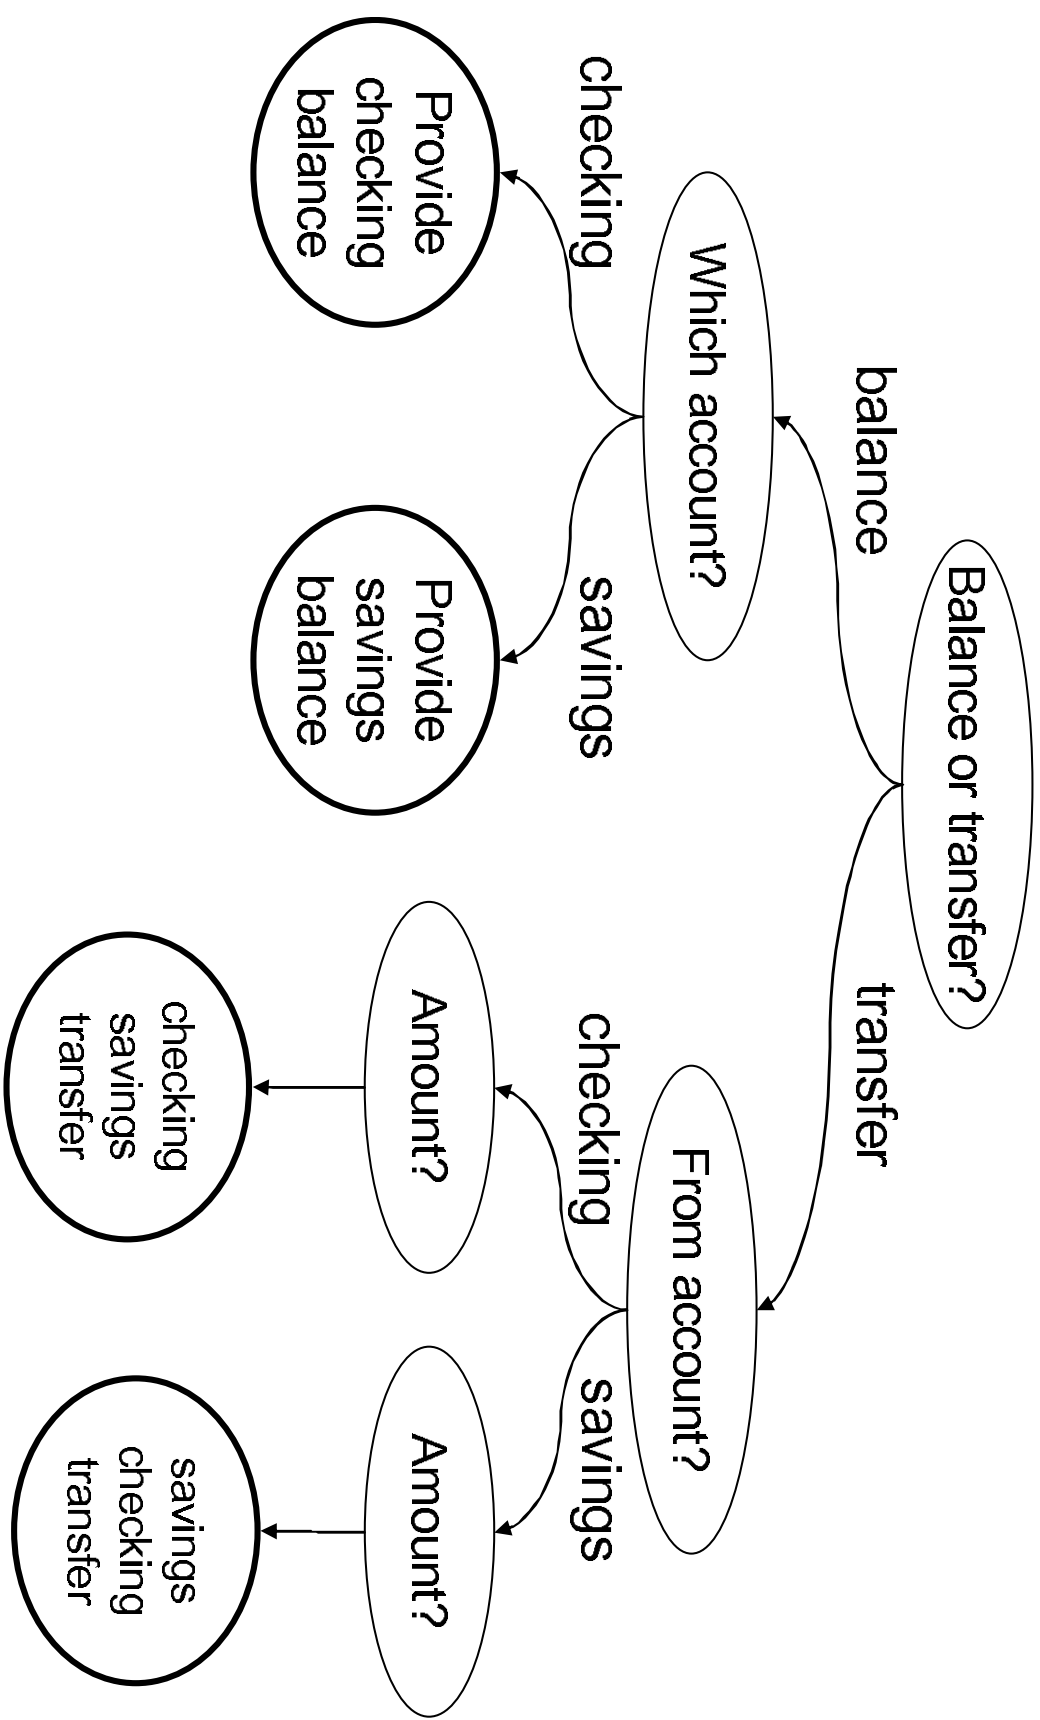 Balance or transfer?
balance
transfer
Which account?
From account?
checking
savings
checking
savings
Provide
checking
balance
Provide
savings
balance
Amount?
Amount?
checking
savings
transfer
savings
checking
transfer